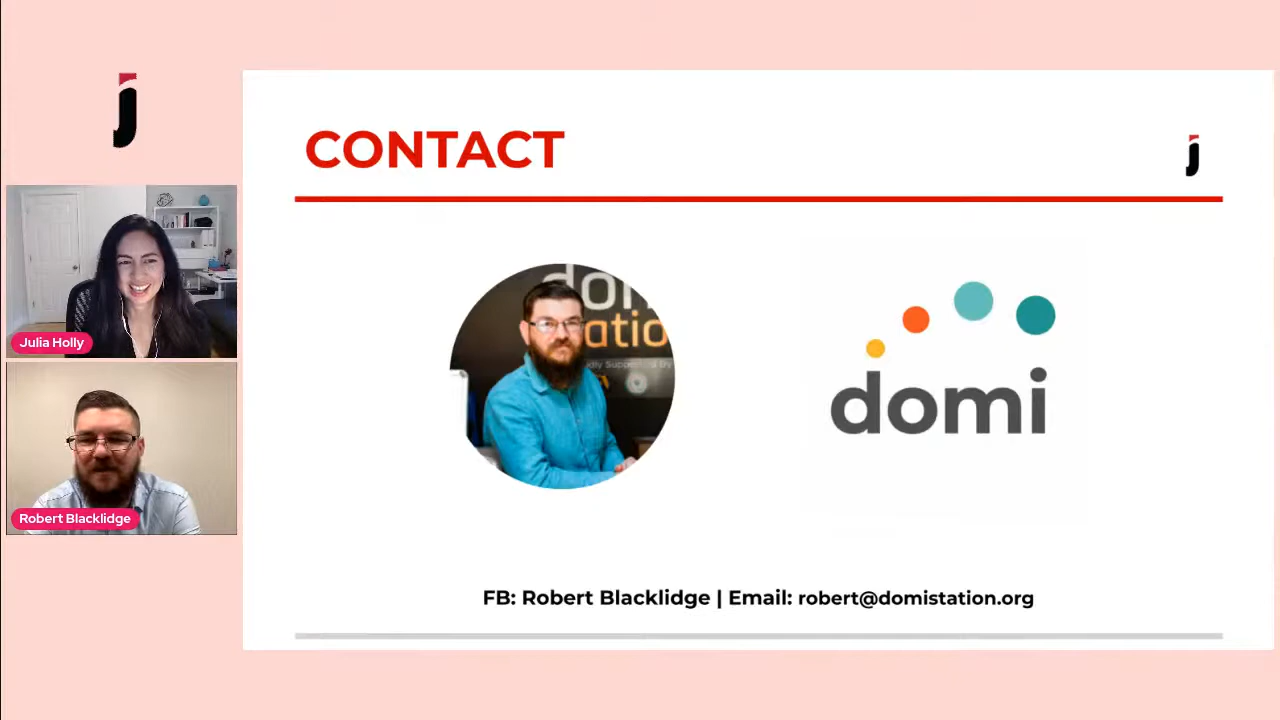 j
CONTACT
j
Julia Holly
domi
Robert Blacklidge
FB: Robert Blacklidge | Email: robert@domistation.org